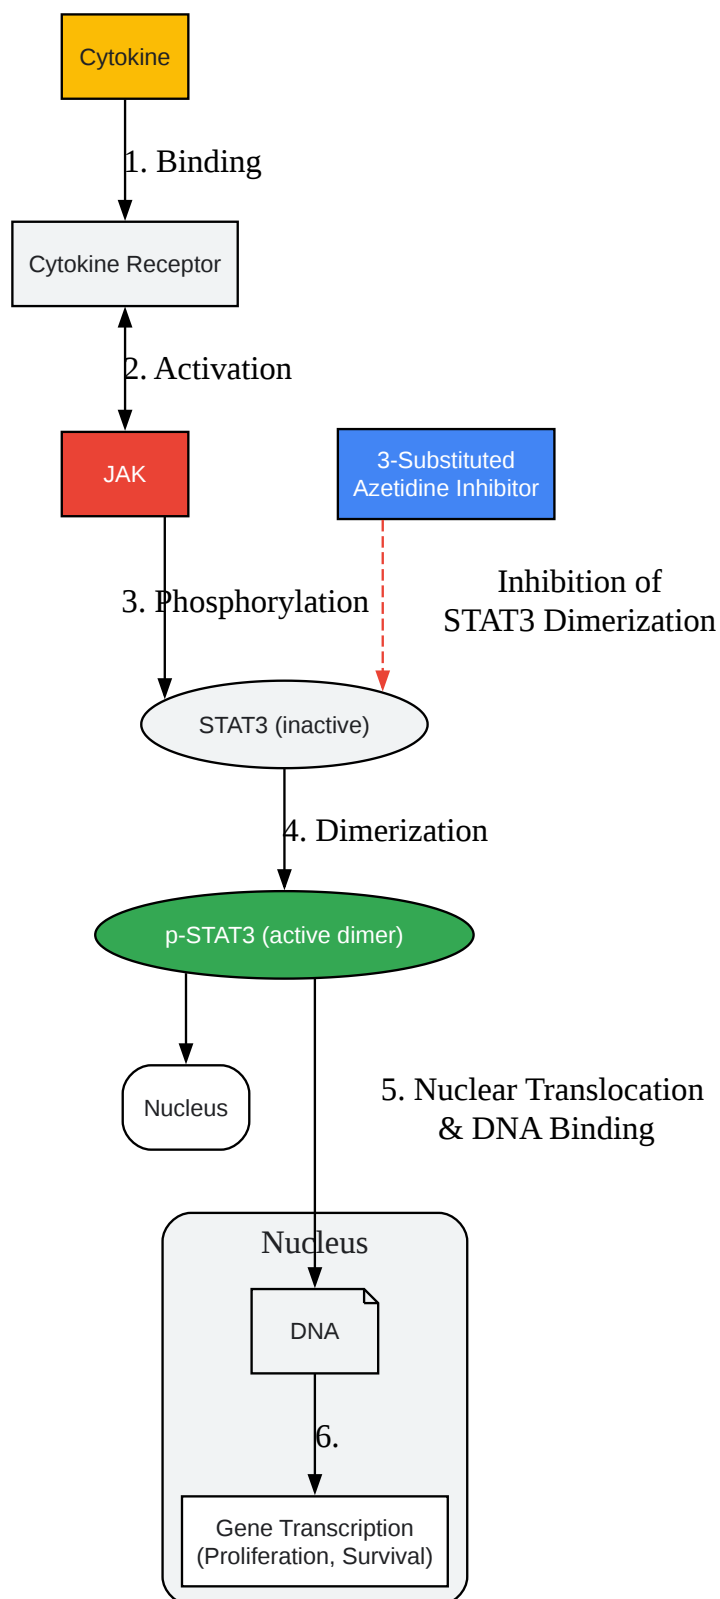 Cytokine
1. Binding
Cytokine Receptor
2. Activation
JAK
3-Substituted
Azetidine Inhibitor
3. Phosphorylation
Inhibition of
STAT3 Dimerization
STAT3 (inactive)
4. Dimerization
p-STAT3 (active dimer)
Nucleus
5. Nuclear Translocation
& DNA Binding
Nucleus
DNA
6.
Gene Transcription
(Proliferation, Survival)